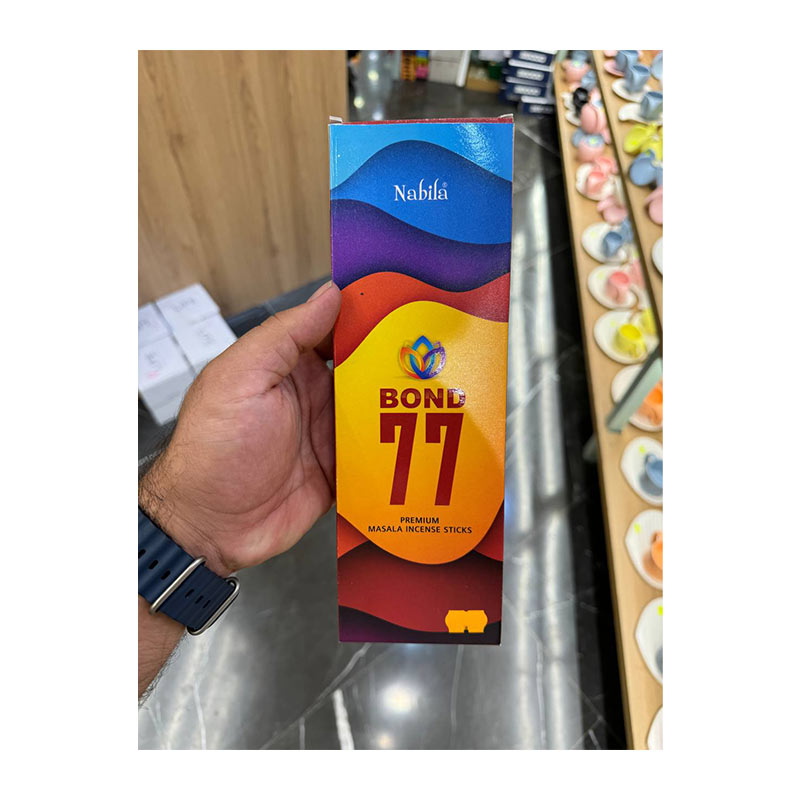 Nabila®
BOND
77
PREMIUM
MASALA INCENSE STICKS